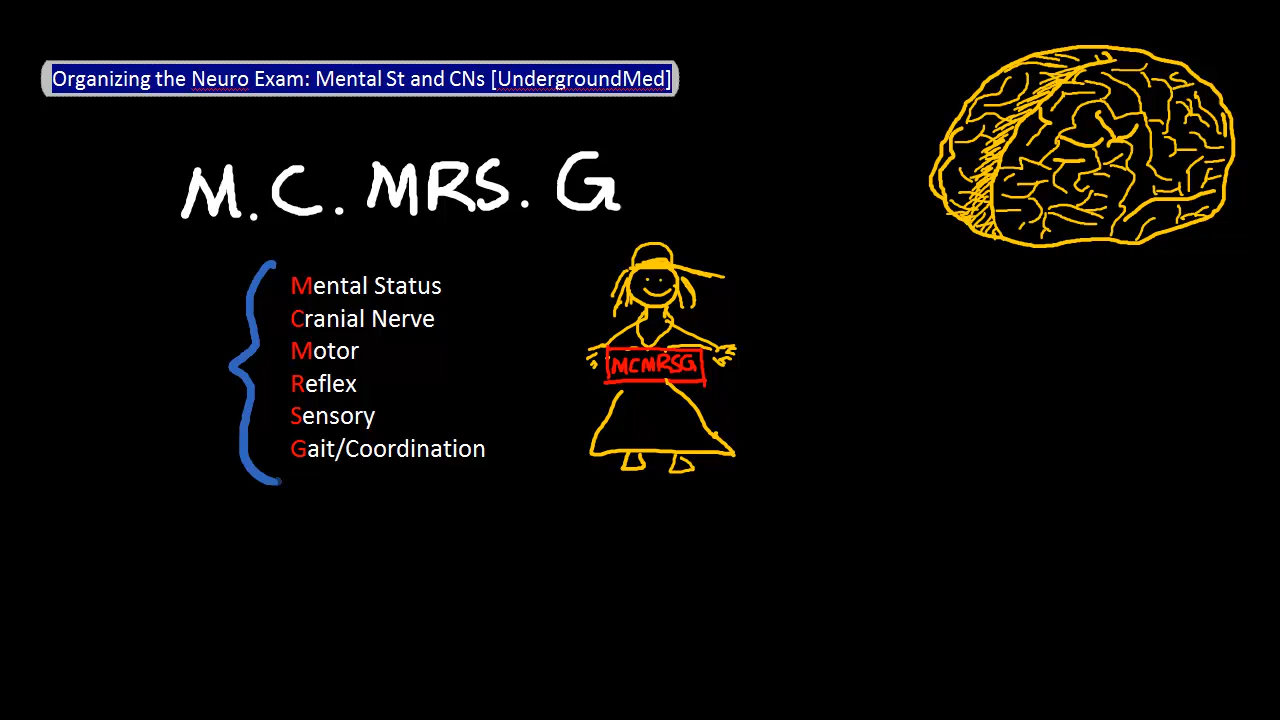 Organizing the Neuro Exam: Mental St and CNs [UndergroundMed]
M. C. MRS. G
Mental Status
Cranial Nerve
Motor
Reflex
Sensory
Gait/Coordination
MCMRSG